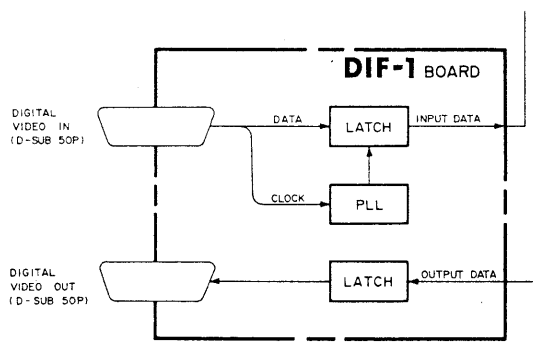 DIF-1 BOARD
DIGITAL
VIDEO IN
(D-SUB 50P)
DATA
LATCH
INPUT DATA
CLOCK
PLL
DIGITAL
VIDEO OUT
(D-SUB 50P)
LATCH
OUTPUT DATA